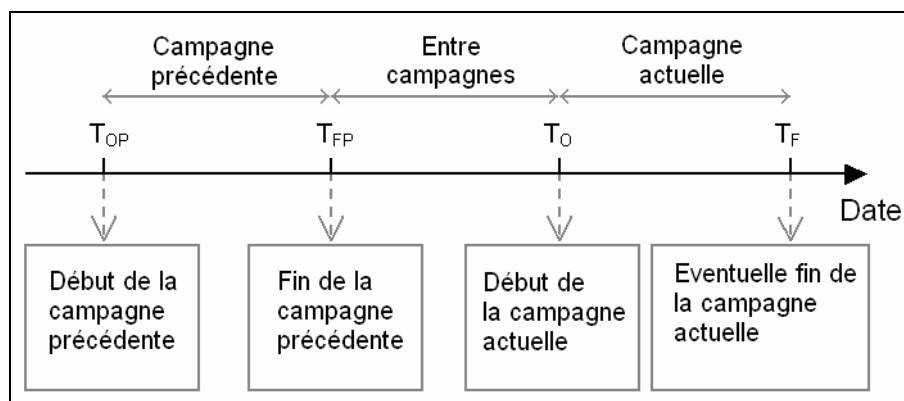 Campagne
précédente
Entre
campagnes
Campagne
actuelle
TOP
TFP
TO
TF
Date
Début de la
campagne
précédente
Fin de la
campagne
précédente
Début de
la campagne
actuelle
Eventuelle fin de
la campagne
actuelle